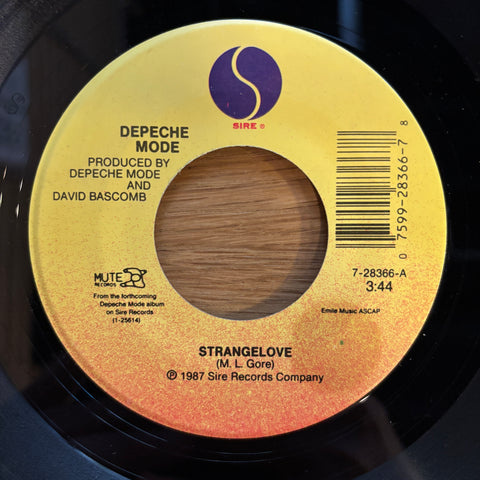 SIRE ®
DEPECHE
MODE
PRODUCED BY
DEPECHE MODE
AND
DAVID BASCOMB
0 7599-28366-7 8
MUTE
RECORDS
7-28366-A
3:44
From the forthcoming
Depeche Mode album
on Sire Records
(1-25614)
Emile Music ASCAP
STRANGELOVE
(M. L. Gore)
℗ 1987 Sire Records Company